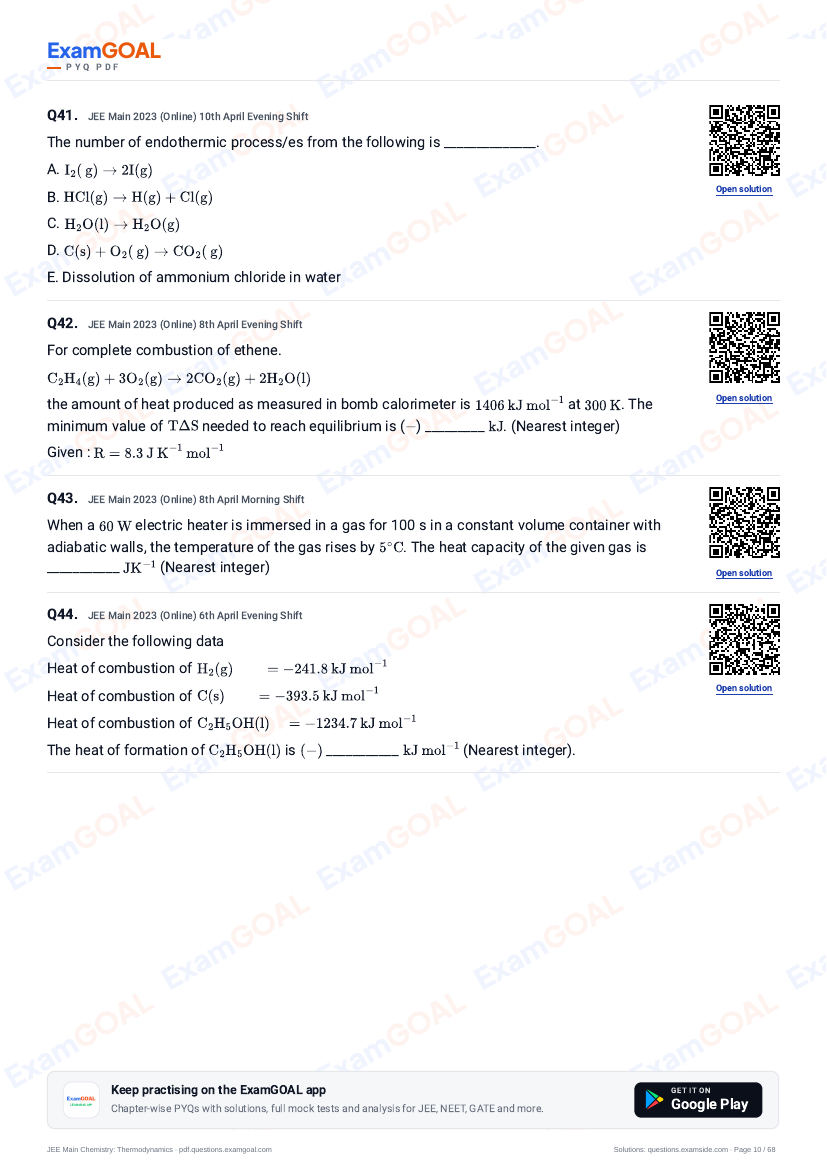 ExamGOAL
PYQ PDF
Q41. JEE Main 2023 (Online) 10th April Evening Shift
The number of endothermic process/es from the following is ______________.
A. I₂( g) → 2I(g)
B. HCl(g) → H(g) + Cl(g)
C. H₂O(l) → H₂O(g)
D. C(s) + O₂( g) → CO₂( g)
E. Dissolution of ammonium chloride in water
Open solution
Q42. JEE Main 2023 (Online) 8th April Evening Shift
For complete combustion of ethene.
C₂H₄(g) + 3O₂(g) → 2CO₂(g) + 2H₂O(l)
the amount of heat produced as measured in bomb calorimeter is 1406 kJ mol⁻¹ at 300 K. The
minimum value of TΔS needed to reach equilibrium is (−) _________ kJ. (Nearest integer)
Given : R = 8.3 J K⁻¹ mol⁻¹
Open solution
Q43. JEE Main 2023 (Online) 8th April Morning Shift
When a 60 W electric heater is immersed in a gas for 100 s in a constant volume container with
adiabatic walls, the temperature of the gas rises by 5°C. The heat capacity of the given gas is
___________ JK⁻¹ (Nearest integer)
Open solution
Q44. JEE Main 2023 (Online) 6th April Evening Shift
Consider the following data
Heat of combustion of H₂(g) = −241.8 kJ mol⁻¹
Heat of combustion of C(s) = −393.5 kJ mol⁻¹
Heat of combustion of C₂H₅OH(l) = −1234.7 kJ mol⁻¹
The heat of formation of C₂H₅OH(l) is (−) ___________ kJ mol⁻¹ (Nearest integer).
Open solution
ExamGOAL
Keep practising on the ExamGOAL app
Chapter-wise PYQs with solutions, full mock tests and analysis for JEE, NEET, GATE and more.
GET IT ON
Google Play
JEE Main Chemistry: Thermodynamics · pdf.questions.examgoal.com
Solutions: questions.examside.com · Page 10 / 68